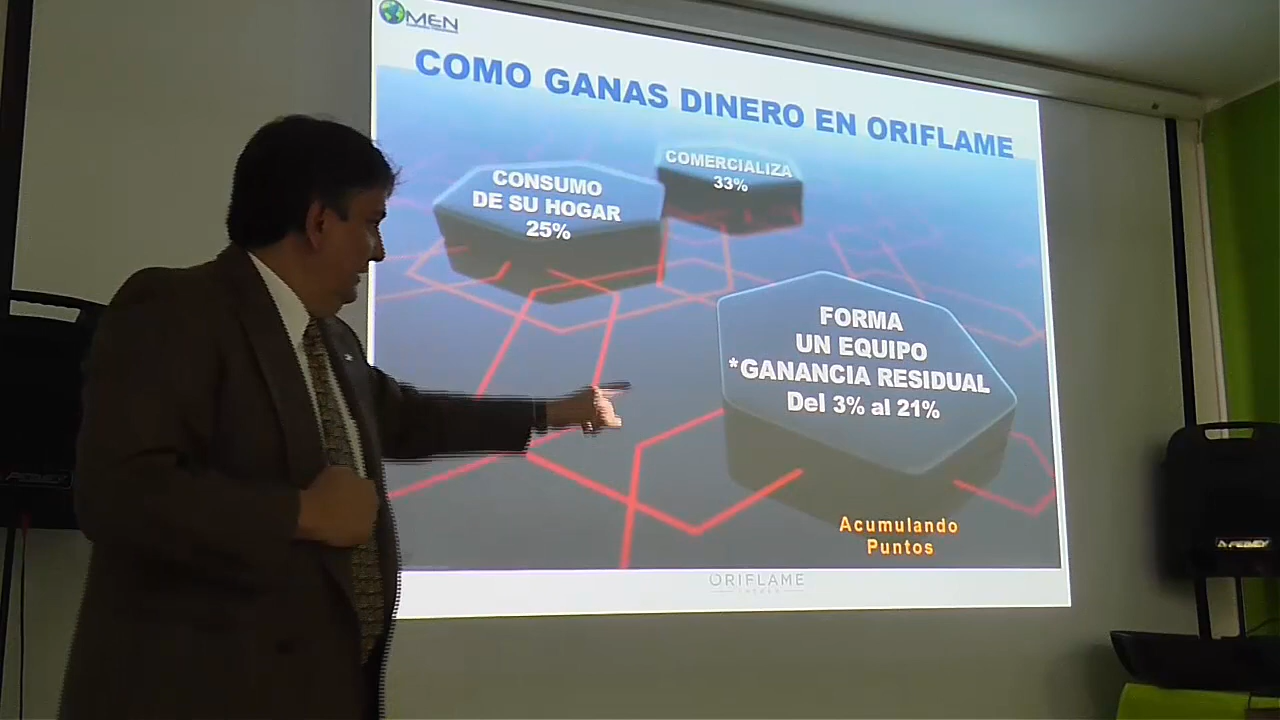 OMEN
COMO GANAS DINERO EN ORIFLAME
CONSUMO
DE SU HOGAR
25%
COMERCIALIZA
33%
FORMA
UN EQUIPO
*GANANCIA RESIDUAL
Del 3% al 21%
Acumulando
Puntos
ORIFLAME